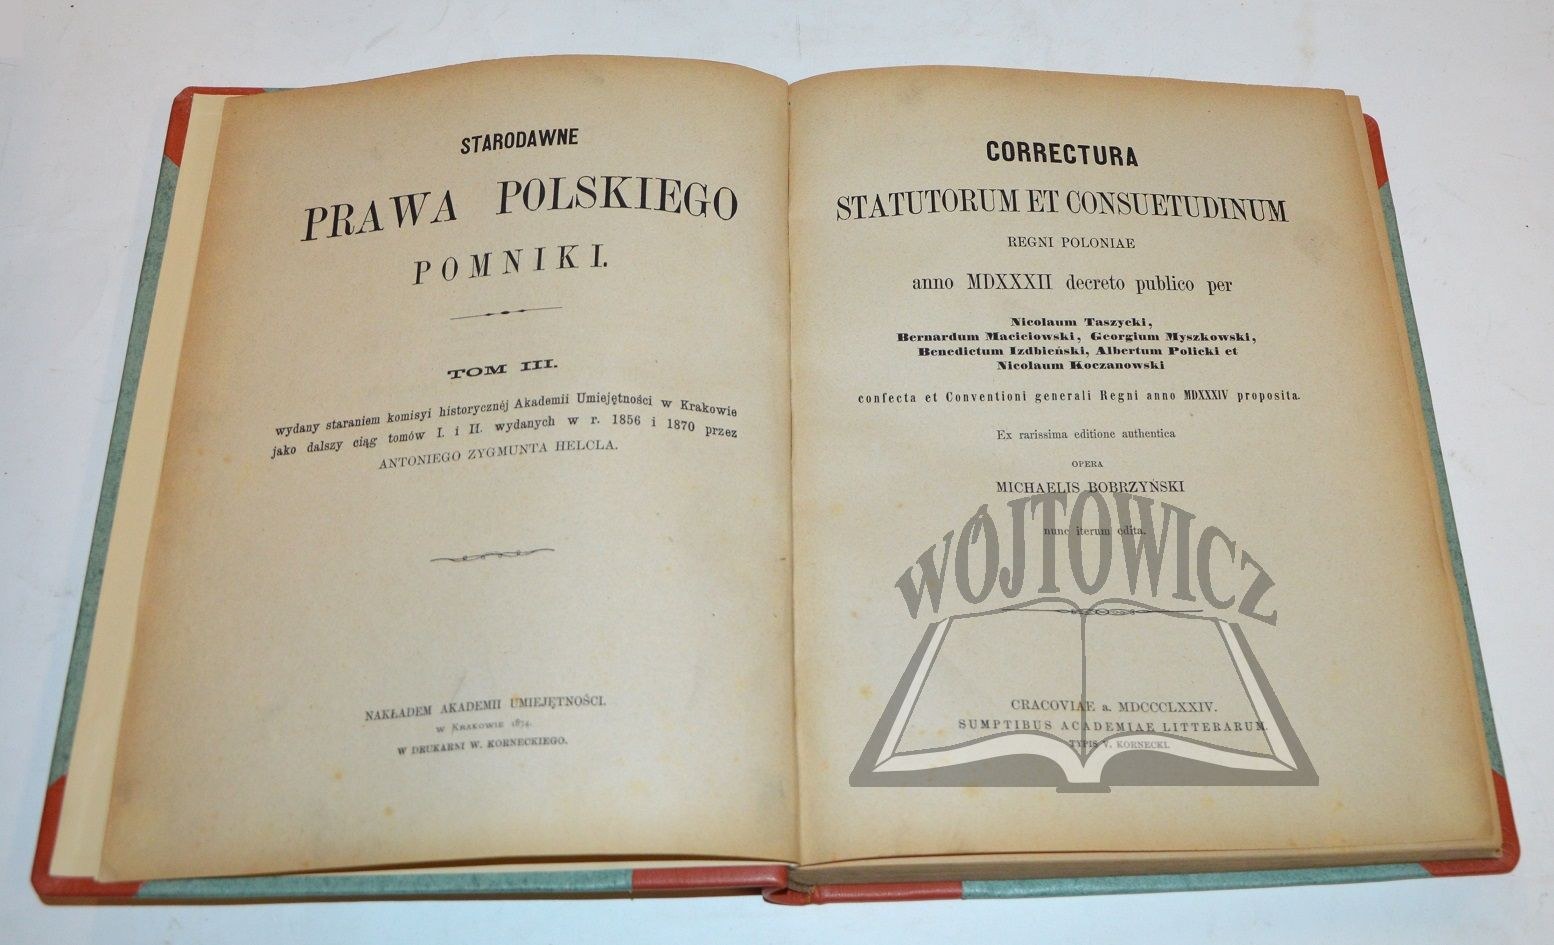 STARODAWNE
PRAWA POLSKIEGO
POMNIKI.
TOM III.
wydany staraniem komisyi historycznéj Akademii Umiejętności w Krakowie
jako dalszy ciąg tomów I. i II. wydanych w r. 1856 i 1870 przez
ANTONIEGO ZYGMUNTA HELCLA.
NAKŁADEM AKADEMII UMIEJĘTNOŚCI.
W KRAKOWIE 1874.
W DRUKARNI W. KORNECKIEGO.
CORRECTURA
STATUTORUM ET CONSUETUDINUM
REGNI POLONIAE
anno MDXXXII decreto publico per
Nicolaum Taszycki,
Bernardum Maciciowski, Georgium Myszkowski,
Benedictum Izdbieński, Albertum Policki et
Nicolaum Koczanowski
confecta et Conventioni generali Regni anno MDXXXIV proposita.
Ex rarissima editione authentica
OPERA
MICHAELIS BOBRZYŃSKI
nunc iterum edita.
WÓJTOWICZ
CRACOVIAE a. MDCCCLXXIV.
SUMPTIBUS ACADEMIAE LITTERARUM.
TYPIS V. KORNECKI.